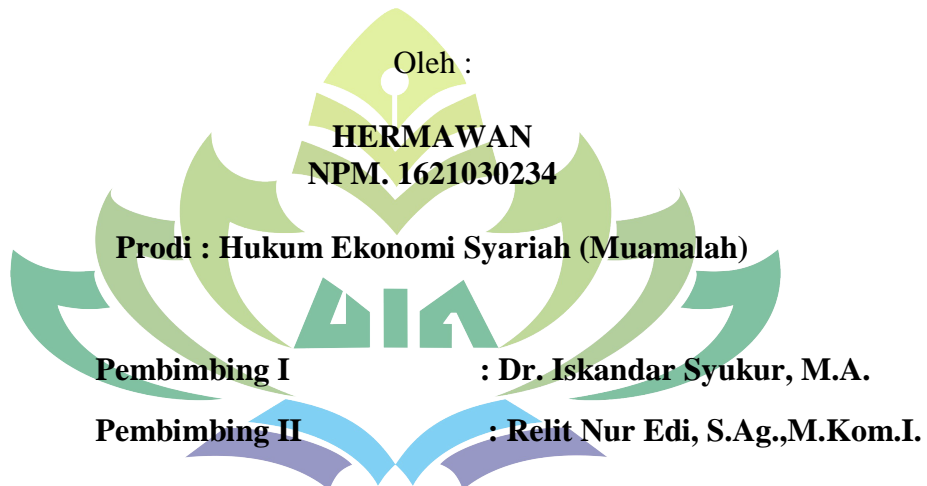 Oleh :
HERMAWAN
NPM. 1621030234
Prodi : Hukum Ekonomi Syariah (Muamalah)
UIN
Pembimbing I : Dr. Iskandar Syukur, M.A.
Pembimbing II : Relit Nur Edi, S.Ag.,M.Kom.I.